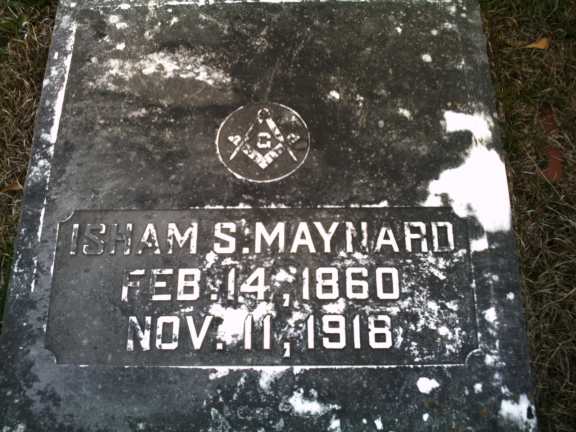 G
ISHAM S. MAYNARD
FEB. 14, 1860
NOV. 11, 1918